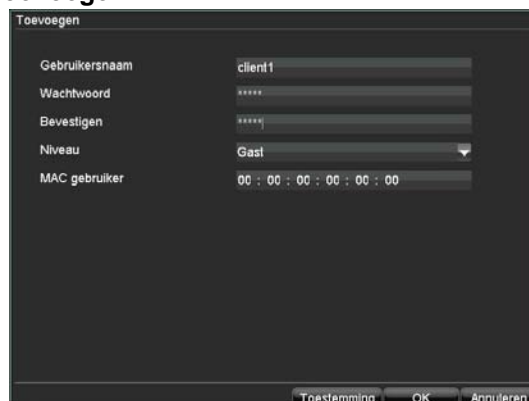 Toevoegen
Gebruikersnaam client1
Wachtwoord *****
Bevestigen *****
Niveau Gast
MAC gebruiker 00 : 00 : 00 : 00 : 00 : 00
Toestemming OK Annuleren